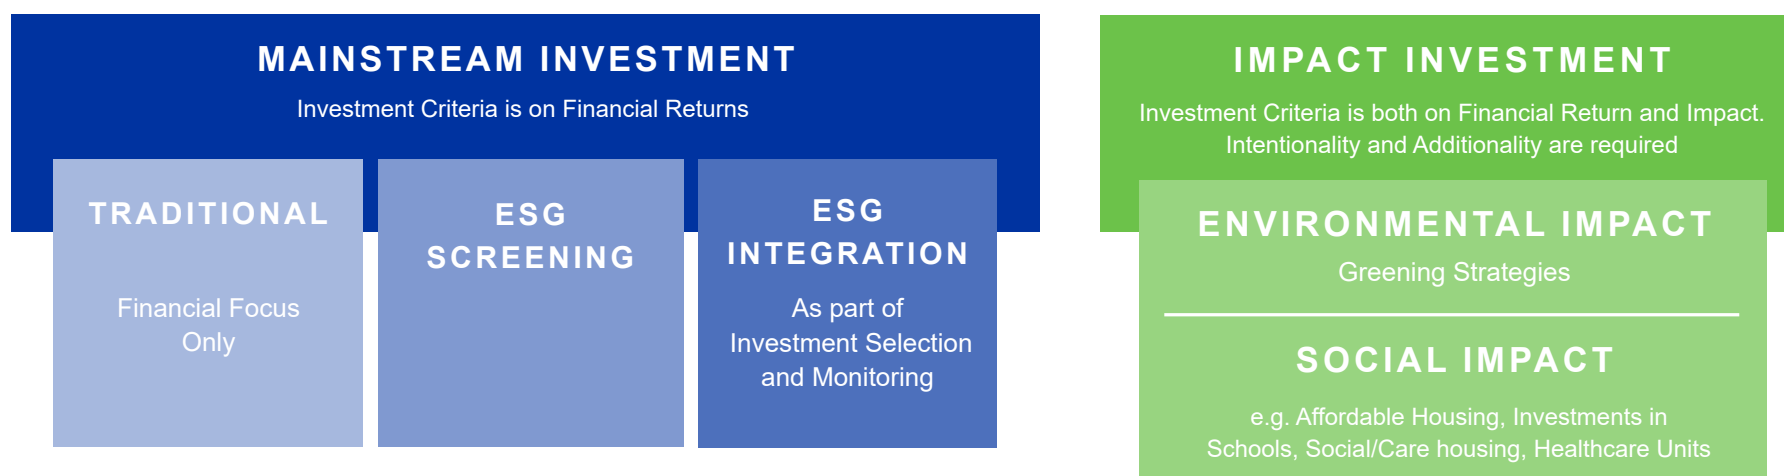 MAINSTREAM INVESTMENT
Investment Criteria is on Financial Returns
TRADITIONAL
Financial Focus
Only
ESG
SCREENING
ESG
INTEGRATION
As part of
Investment Selection
and Monitoring
IMPACT INVESTMENT
Investment Criteria is both on Financial Return and Impact.
Intentionality and Additionality are required
ENVIRONMENTAL IMPACT
Greening Strategies
SOCIAL IMPACT
e.g. Affordable Housing, Investments in
Schools, Social/Care housing, Healthcare Units